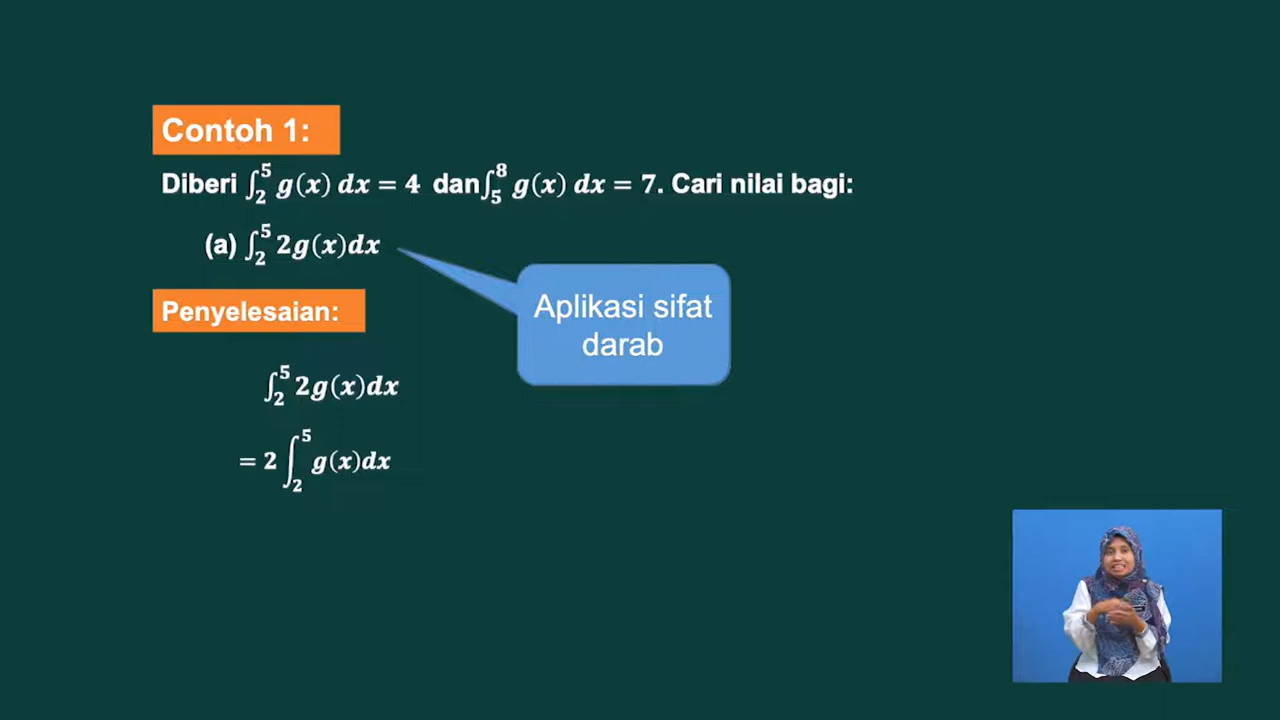 Contoh 1:
Diberi ∫₂⁵ g(x) dx = 4 dan∫₅⁸ g(x) dx = 7. Cari nilai bagi:
(a) ∫₂⁵ 2g(x)dx
Aplikasi sifat
darab
Penyelesaian:
∫₂⁵ 2g(x)dx
= 2 ∫₂⁵ g(x)dx